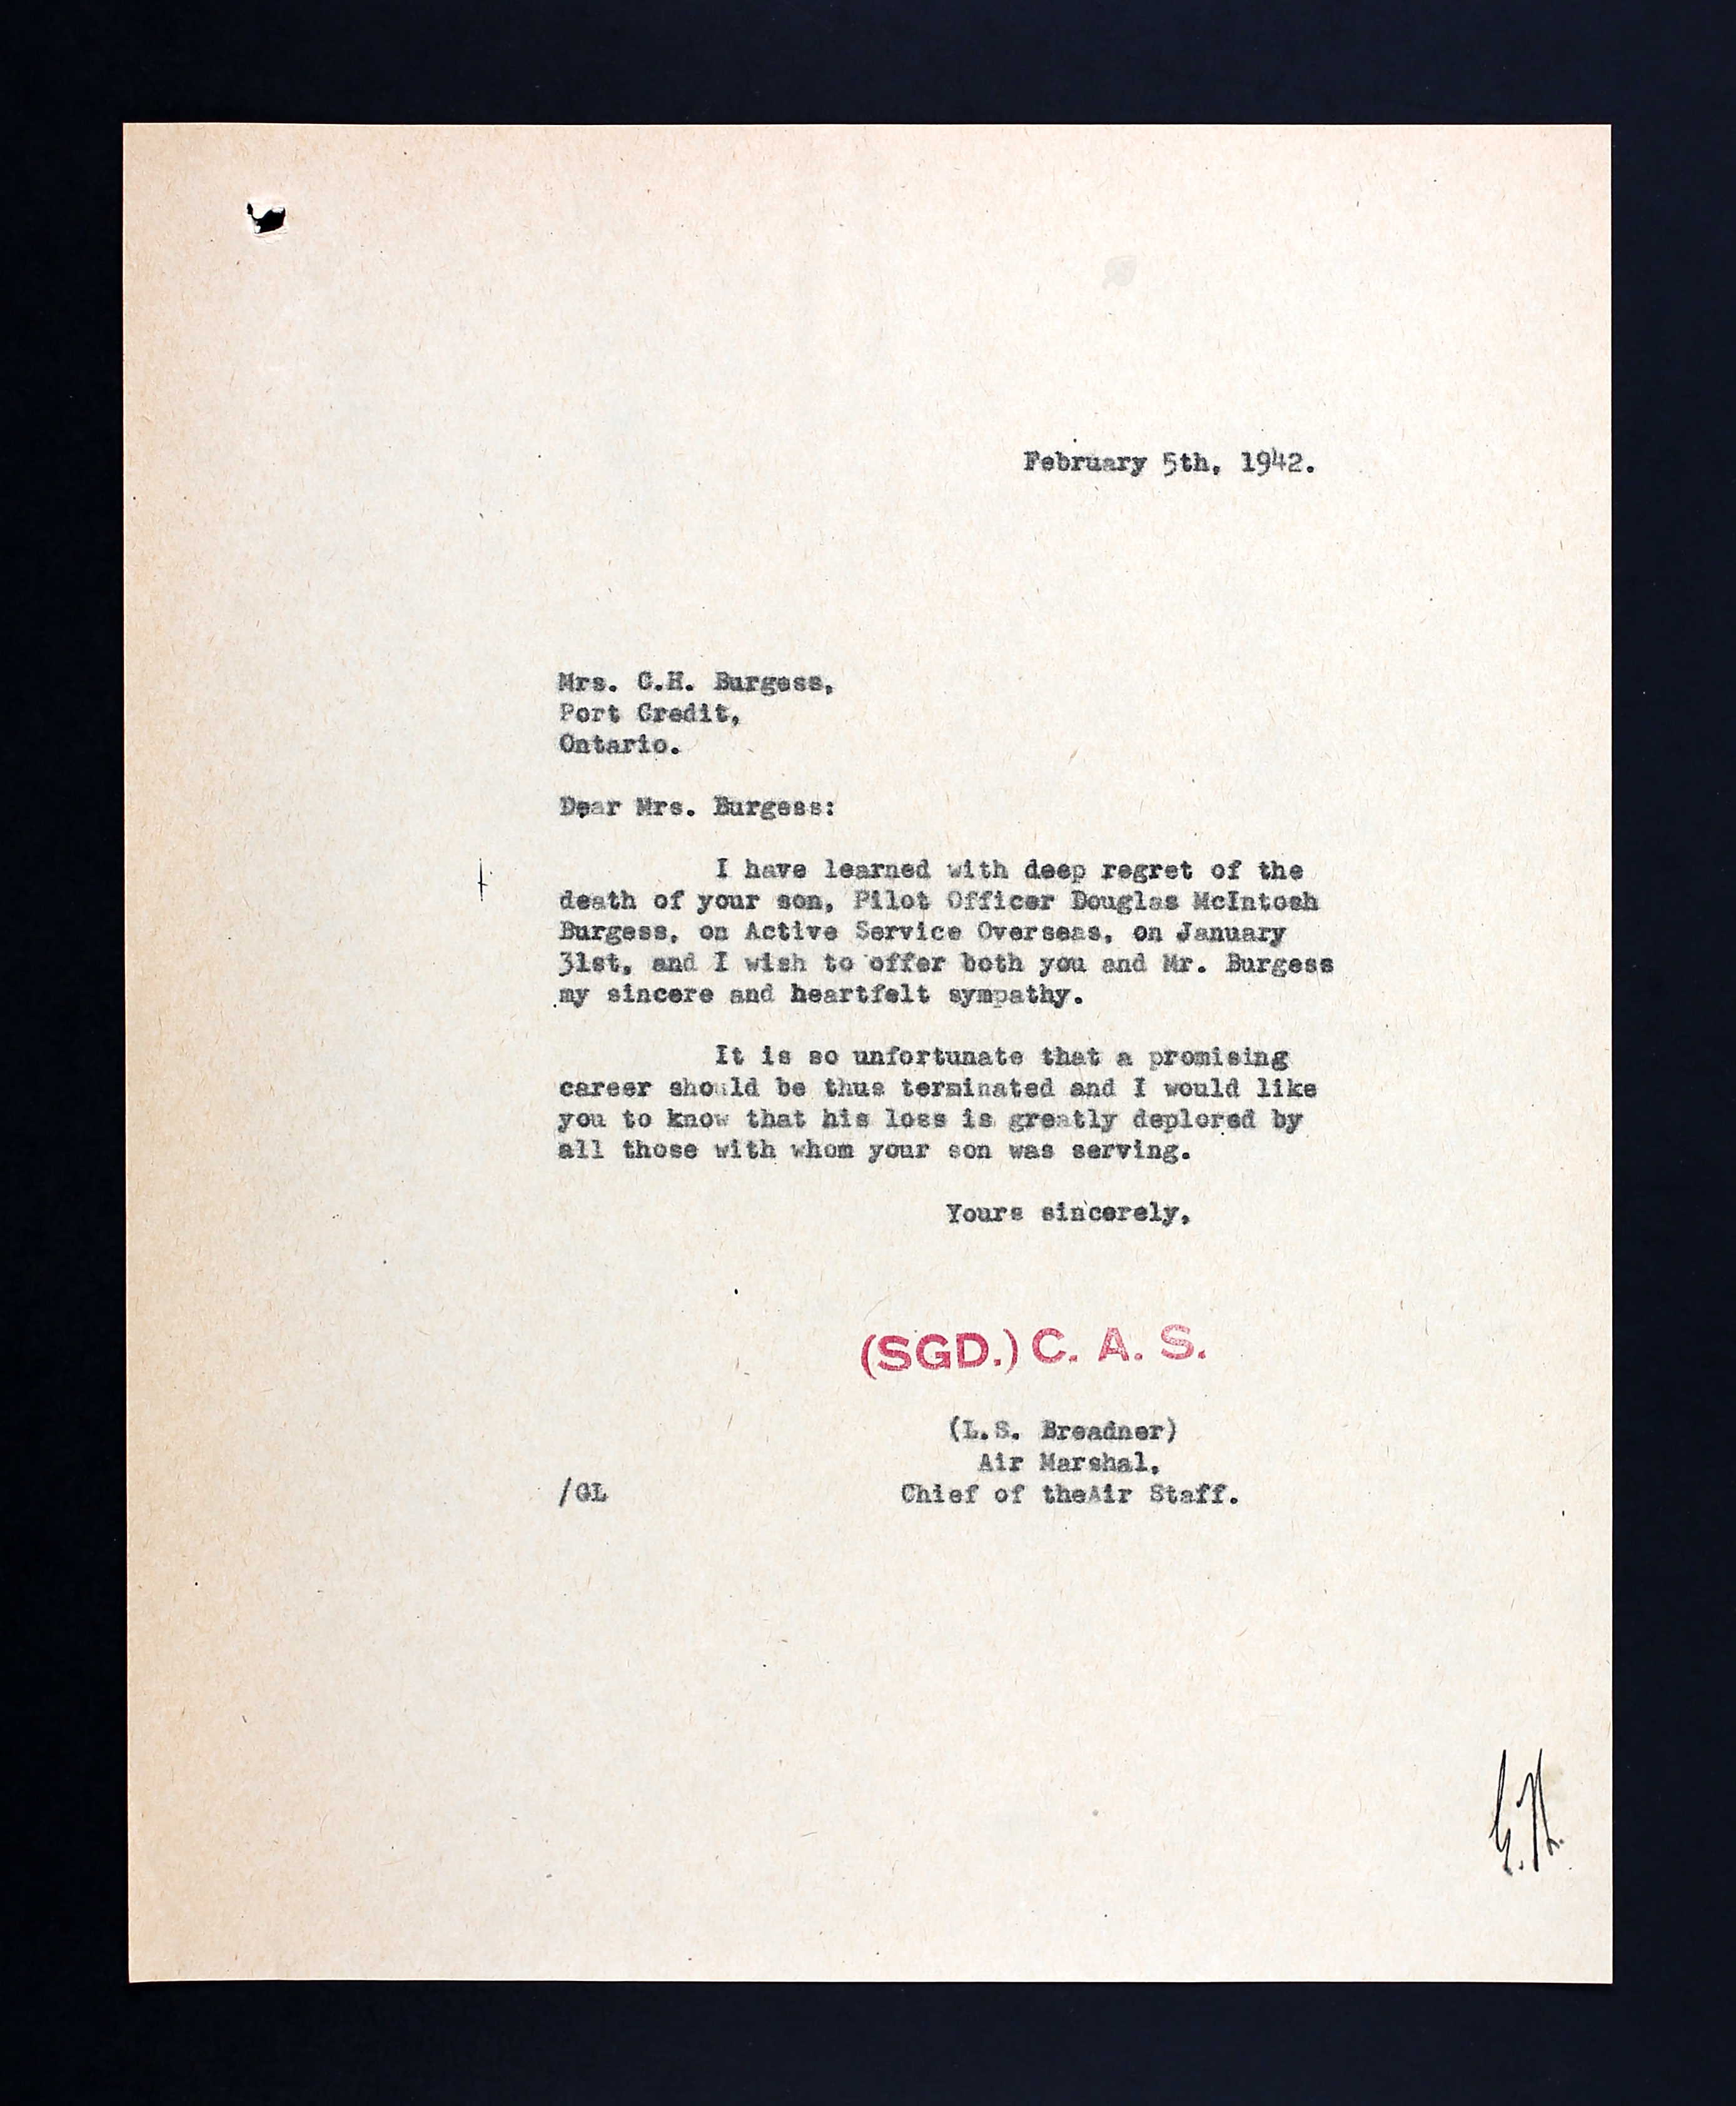 February 5th, 1942.
Mrs. C.H. Burgess,
Port Credit,
Ontario.
Dear Mrs. Burgess:
I have learned with deep regret of the
death of your son, Pilot Officer Douglas McIntosh
Burgess, on Active Service Overseas, on January
31st, and I wish to offer both you and Mr. Burgess
my sincere and heartfelt sympathy.
It is so unfortunate that a promising
career should be thus terminated and I would like
you to know that his loss is greatly deplored by
all those with whom your son was serving.
Yours sincerely,
(SGD.) C. A. S.
(L.S. Breadner)
Air Marshal,
/GL Chief of theAir Staff.